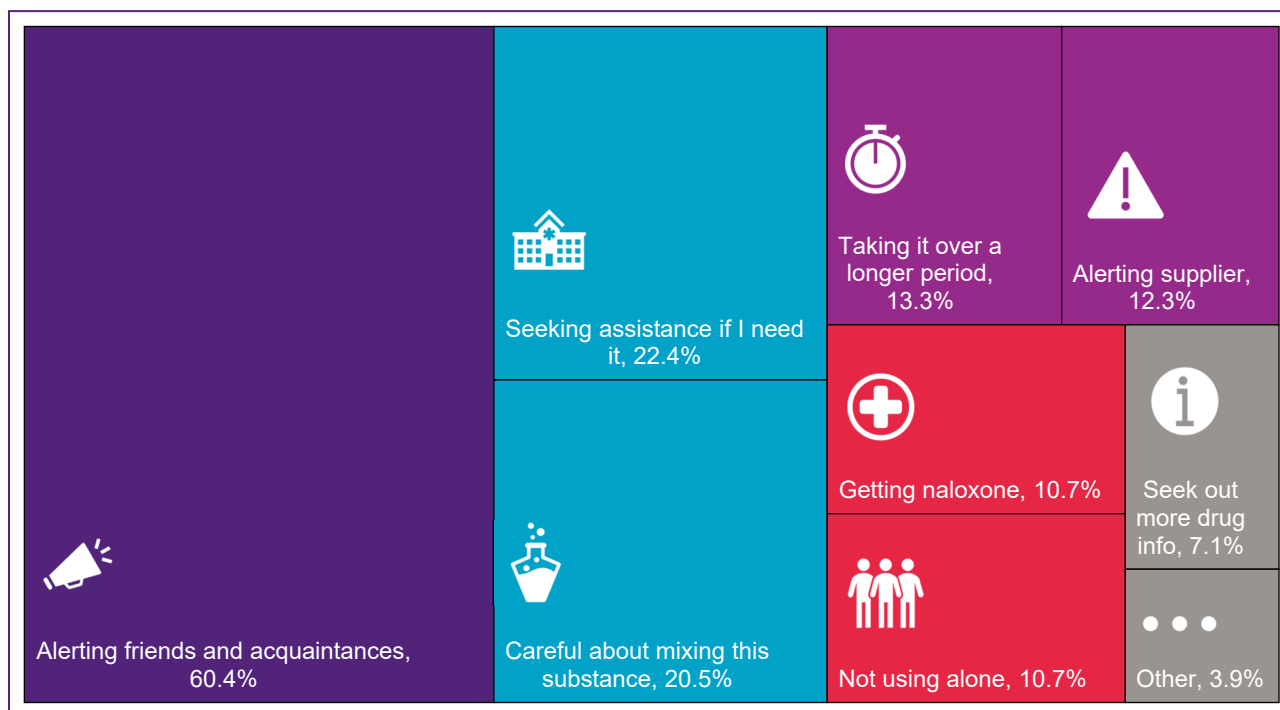 Alerting friends and acquaintances,
60.4%
Seeking assistance if I need
it, 22.4%
Careful about mixing this
substance, 20.5%
Taking it over a
longer period,
13.3%
Alerting supplier,
12.3%
Getting naloxone, 10.7%
Not using alone, 10.7%
Seek out
more drug
info, 7.1%
Other, 3.9%